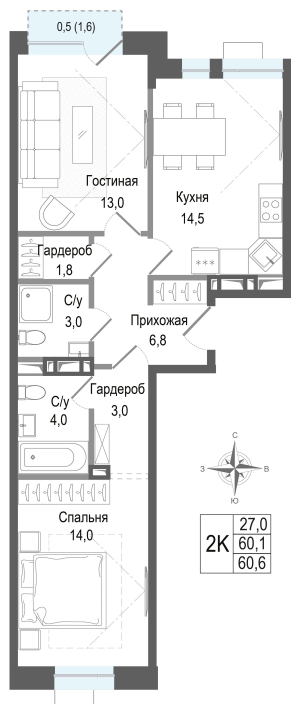 0,5 (1,6)
Гостиная
13,0
Кухня
14,5
Гардероб
1,8
***
С/у
3,0
Прихожая
6,8
С/у
4,0
Гардероб
3,0
Спальня
14,0
С
З
В
Ю
2К
27,0
60,1
60,6